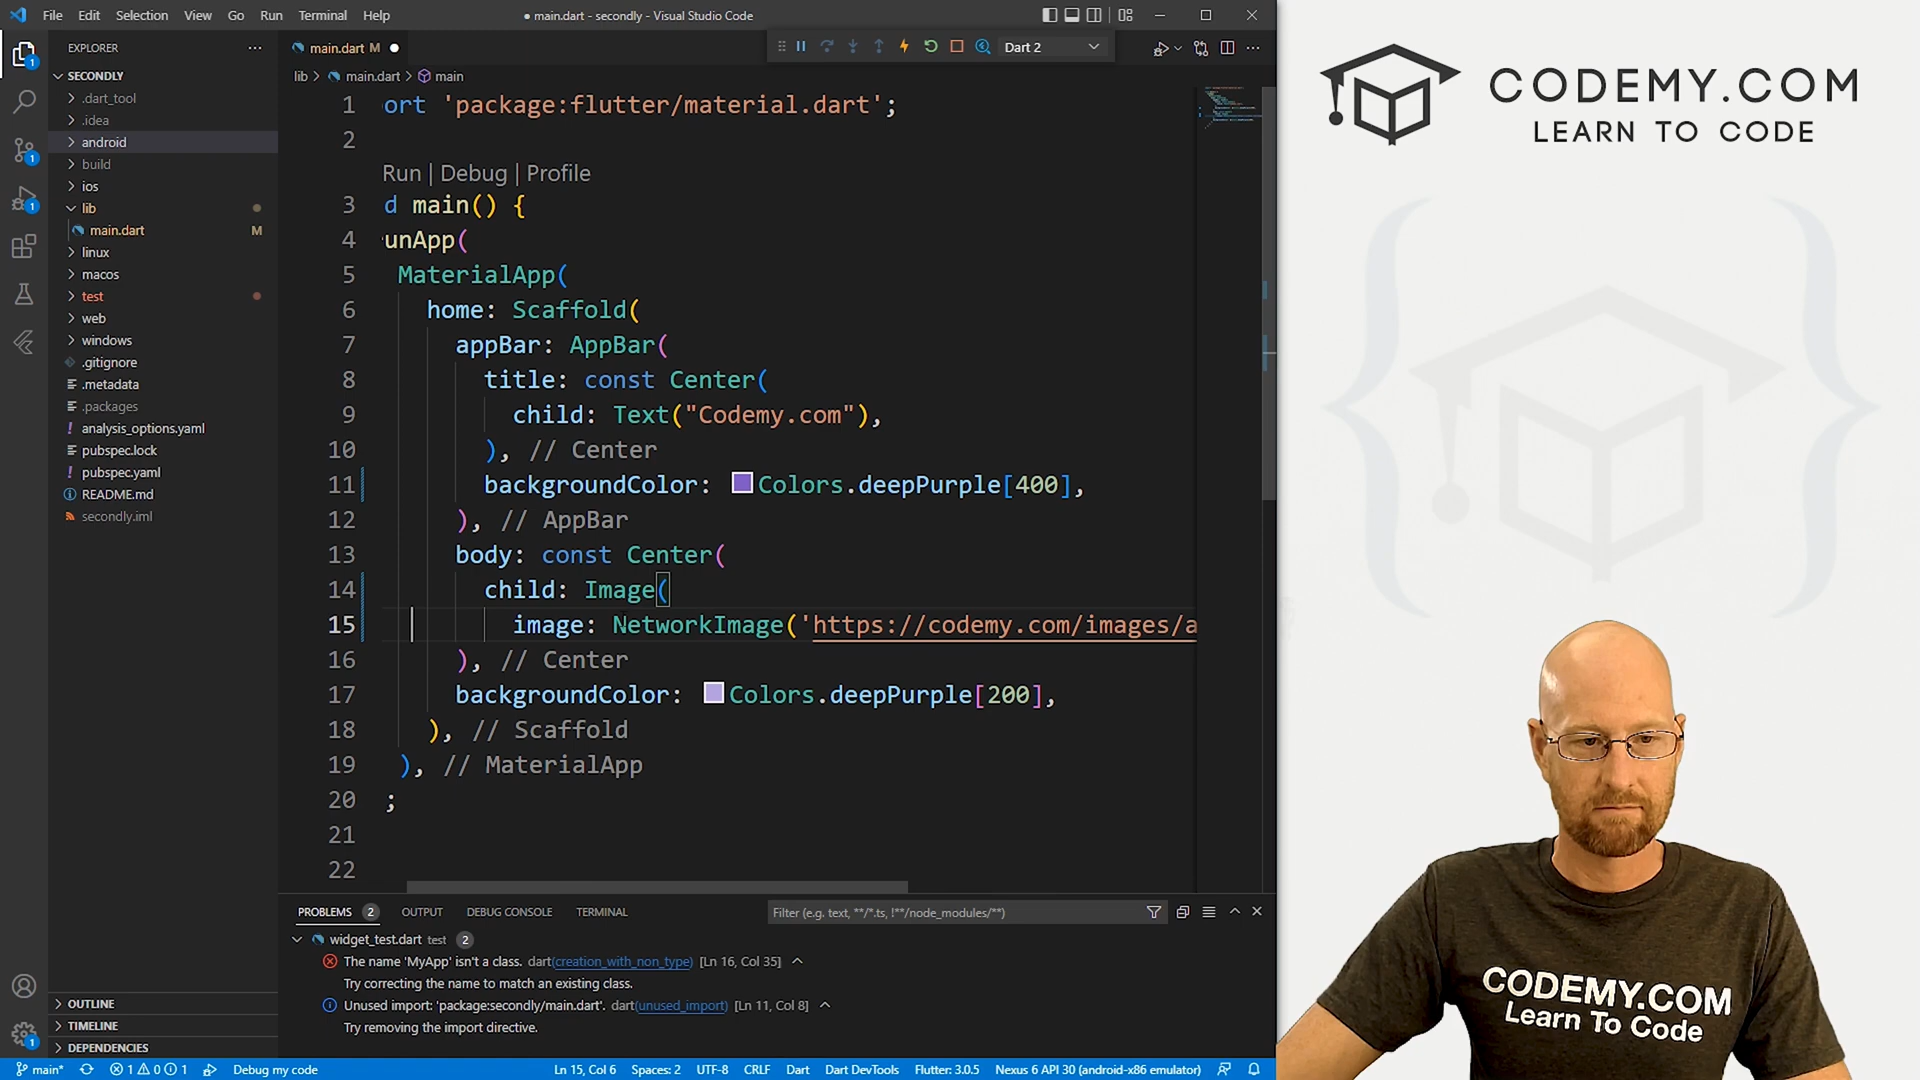 File Edit Selection View Go Run Terminal Help
● main.dart - secondly - Visual Studio Code
EXPLORER
SECONDLY
.dart_tool
.idea
android
build
ios
lib
main.dart M
linux
macos
test
web
windows
.gitignore
.metadata
.packages
analysis_options.yaml
pubspec.lock
pubspec.yaml
README.md
secondly.iml
OUTLINE
TIMELINE
DEPENDENCIES
main.dart M
Dart 2
lib > main.dart > main
1 ort 'package:flutter/material.dart';
2
Run | Debug | Profile
3 d main() {
4 unApp(
5 MaterialApp(
6 home: Scaffold(
7 appBar: AppBar(
8 title: const Center(
9 child: Text("Codemy.com"),
10 ), // Center
11 backgroundColor: Colors.deepPurple[400],
12 ), // AppBar
13 body: const Center(
14 child: Image(
15 image: NetworkImage('https://codemy.com/images/a
16 ), // Center
17 backgroundColor: Colors.deepPurple[200],
18 ), // Scaffold
19 ), // MaterialApp
20 ;
21
22
PROBLEMS 2 OUTPUT DEBUG CONSOLE TERMINAL
Filter (e.g. text, **/*.ts, !**/node_modules/**)
widget_test.dart test 2
The name 'MyApp' isn't a class. dart(creation_with_non_type) [Ln 16, Col 35]
Try correcting the name to match an existing class.
Unused import: 'package:secondly/main.dart'. dart(unused_import) [Ln 11, Col 8]
Try removing the import directive.
main* 1 0 1 Debug my code
Ln 15, Col 6 Spaces: 2 UTF-8 CRLF Dart Dart DevTools Flutter: 3.0.5 Nexus 6 API 30 (android-x86 emulator)
CODEMY.COM
LEARN TO CODE
CODEMY.COM
Learn To Code